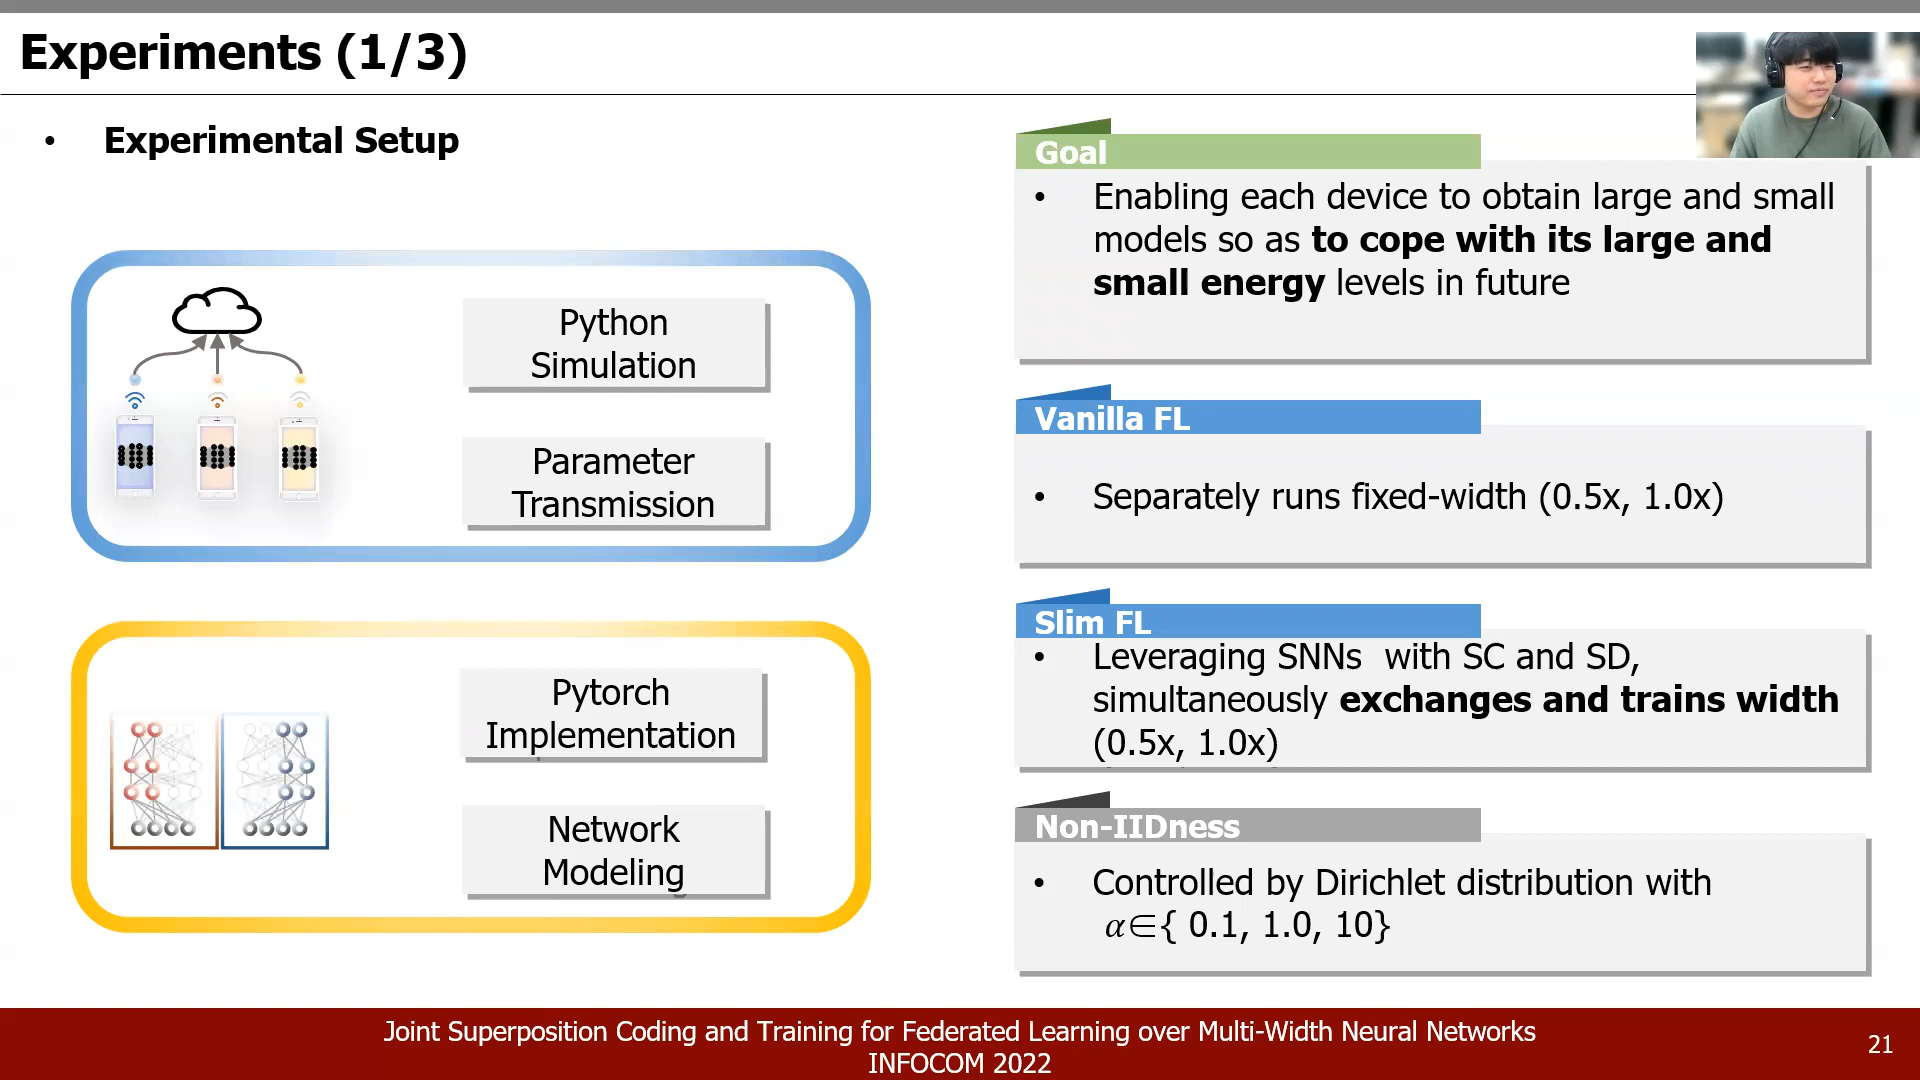 Experiments (1/3)
• Experimental Setup
Python
Simulation
Parameter
Transmission
Pytorch
Implementation
Network
Modeling
Goal
• Enabling each device to obtain large and small
models so as to cope with its large and
small energy levels in future
Vanilla FL
• Separately runs fixed-width (0.5x, 1.0x)
Slim FL
• Leveraging SNNs with SC and SD,
simultaneously exchanges and trains width
(0.5x, 1.0x)
Non-IIDness
• Controlled by Dirichlet distribution with
α∈{ 0.1, 1.0, 10}
Joint Superposition Coding and Training for Federated Learning over Multi-Width Neural Networks
INFOCOM 2022
21